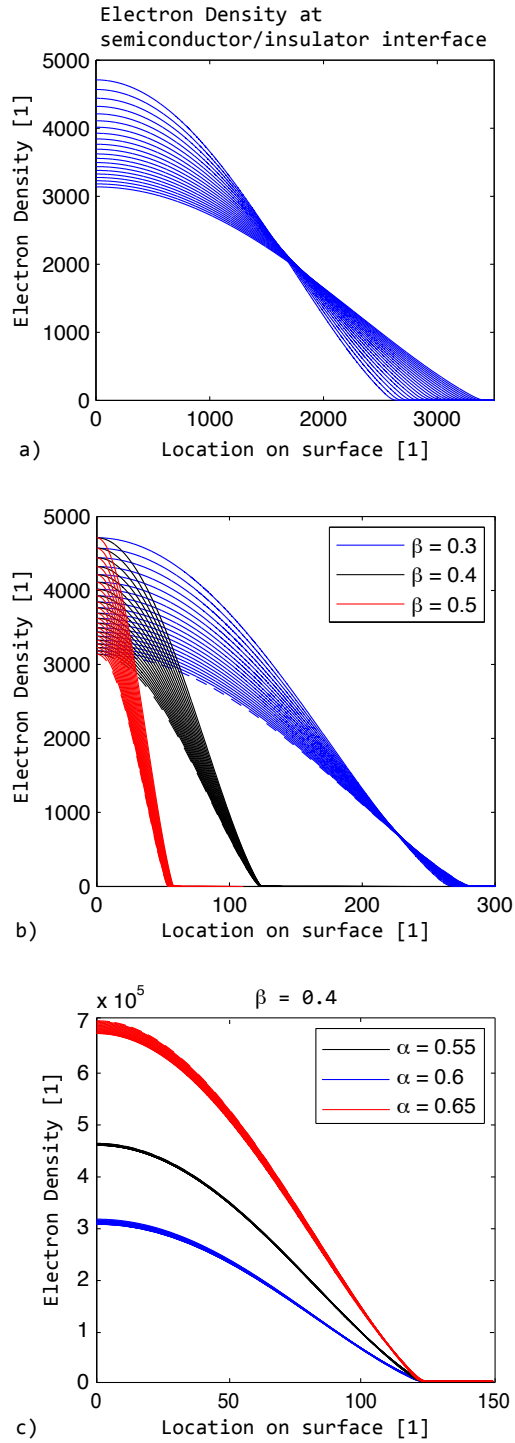 Electron Density at
semiconductor/insulator interface
Electron Density [1]
5000
4000
3000
2000
1000
0
0 1000 2000 3000
a) Location on surface [1]
Electron Density [1]
5000
4000
3000
2000
1000
0
β = 0.3
β = 0.4
β = 0.5
0 100 200 300
b) Location on surface [1]
x 10⁵ β = 0.4
Electron Density [1]
7
6
5
4
3
2
1
0
α = 0.55
α = 0.6
α = 0.65
0 50 100 150
c) Location on surface [1]